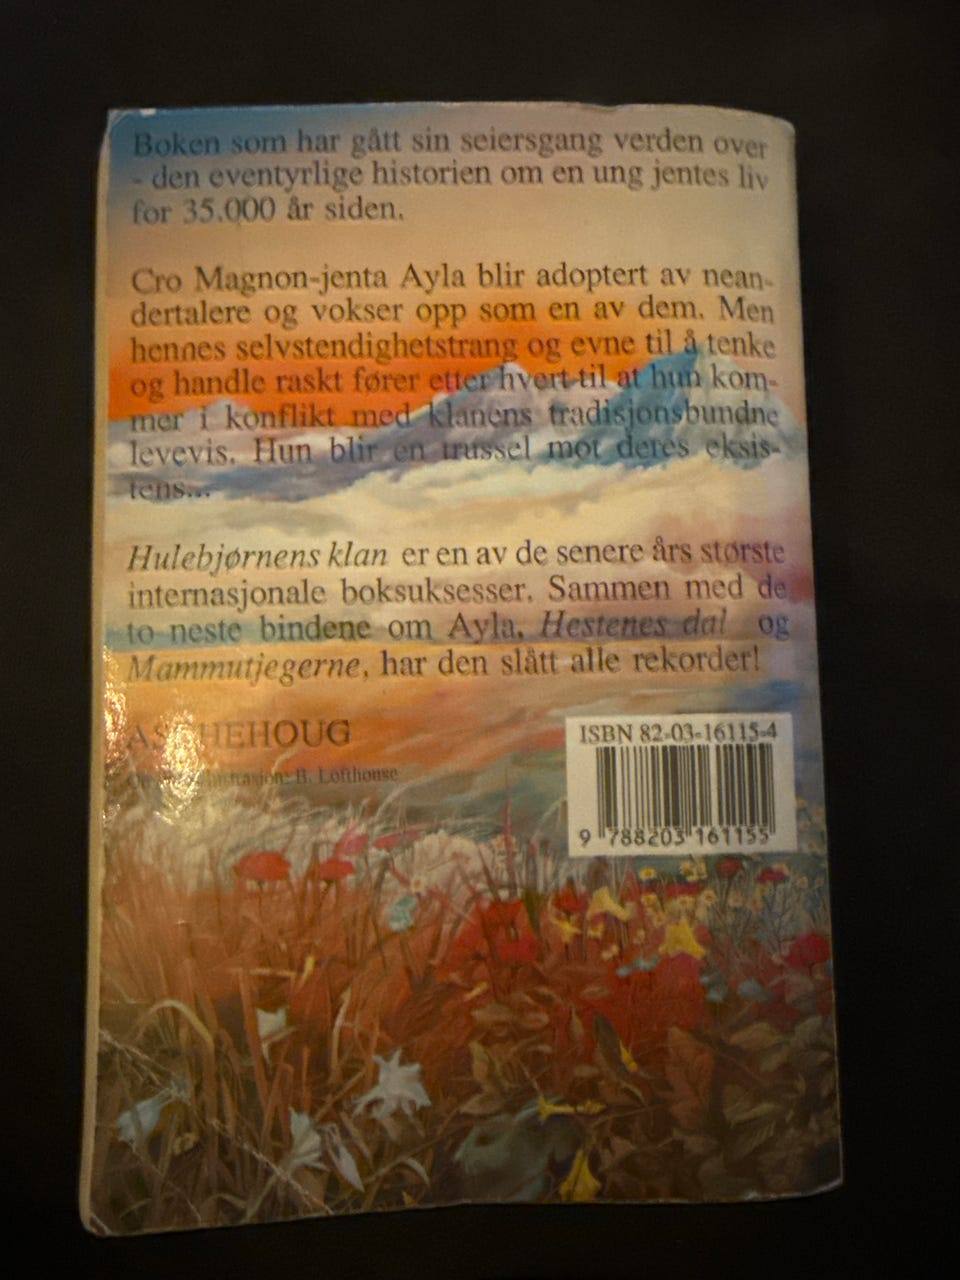 Boken som har gått sin seiersgang verden over
- den eventyrlige historien om en ung jentes liv
for 35.000 år siden.
Cro Magnon-jenta Ayla blir adoptert av nean-
dertalere og vokser opp som en av dem. Men
hennes selvstendighetstrang og evne til å tenke
og handle raskt fører etter hvert til at hun kom-
mer i konflikt med klanens tradisjonsbundne
levevis. Hun blir en trussel mot deres eksis-
tens...
Hulebjørnens klan er en av de senere års største
internasjonale boksuksesser. Sammen med de
to neste bindene om Ayla, Hestenes dal og
Mammutjegerne, har den slått alle rekorder!
ASCHEHOUG
B. Lofthouse
ISBN 82-03-16115-4
9 788203 161155